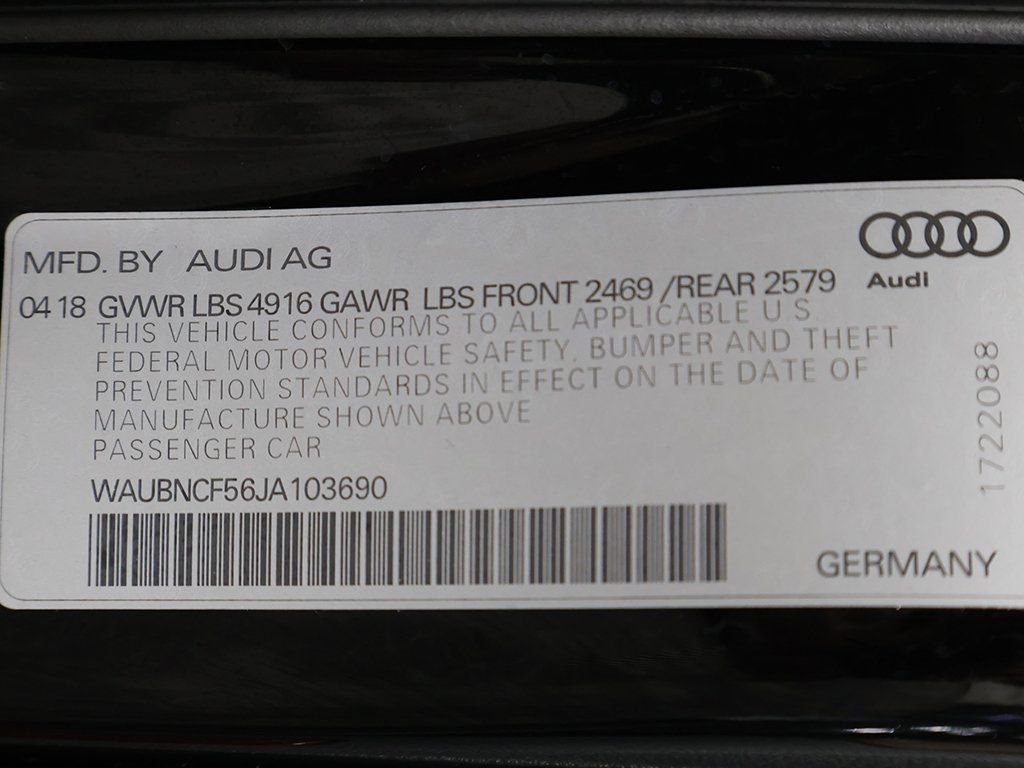 MFD. BY AUDI AG
Audi
04 18 GVWR LBS 4916 GAWR LBS FRONT 2469 /REAR 2579
THIS VEHICLE CONFORMS TO ALL APPLICABLE U S
FEDERAL MOTOR VEHICLE SAFETY, BUMPER AND THEFT
PREVENTION STANDARDS IN EFFECT ON THE DATE OF
MANUFACTURE SHOWN ABOVE
PASSENGER CAR
WAUBNCF56JA103690
GERMANY
1722088